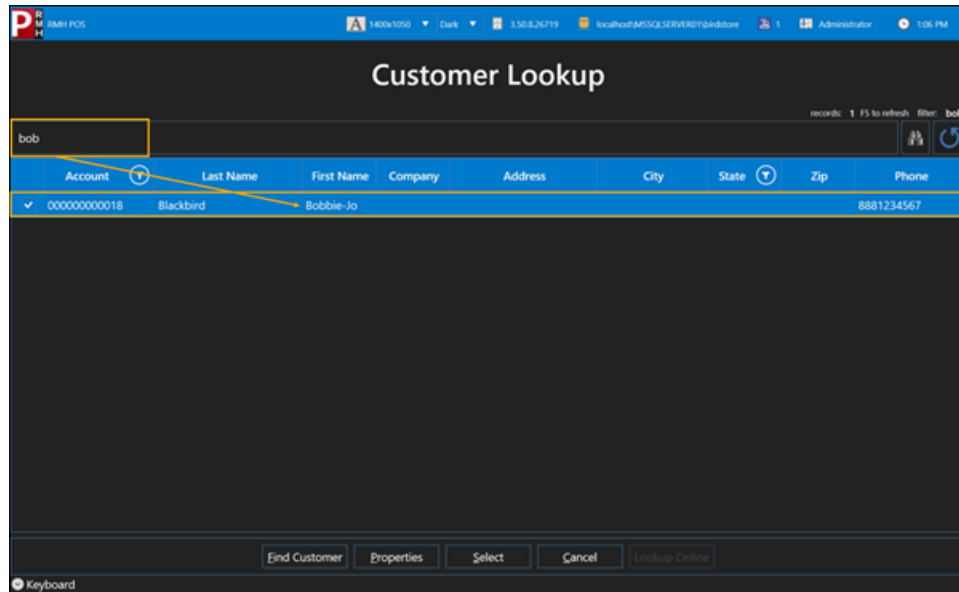 P RMH RMH POS A 1400x1050 Dark 3.50.8.26719 localhost\MSSQLSERVER01\birdstore 1 Administrator 1:06 PM
Customer Lookup
records: 1 F5 to refresh filter: bob
bob
Account Last Name First Name Company Address City State Zip Phone
000000000018 Blackbird Bobbie-Jo 8881234567
Find Customer Properties Select Cancel Lookup Online
Keyboard